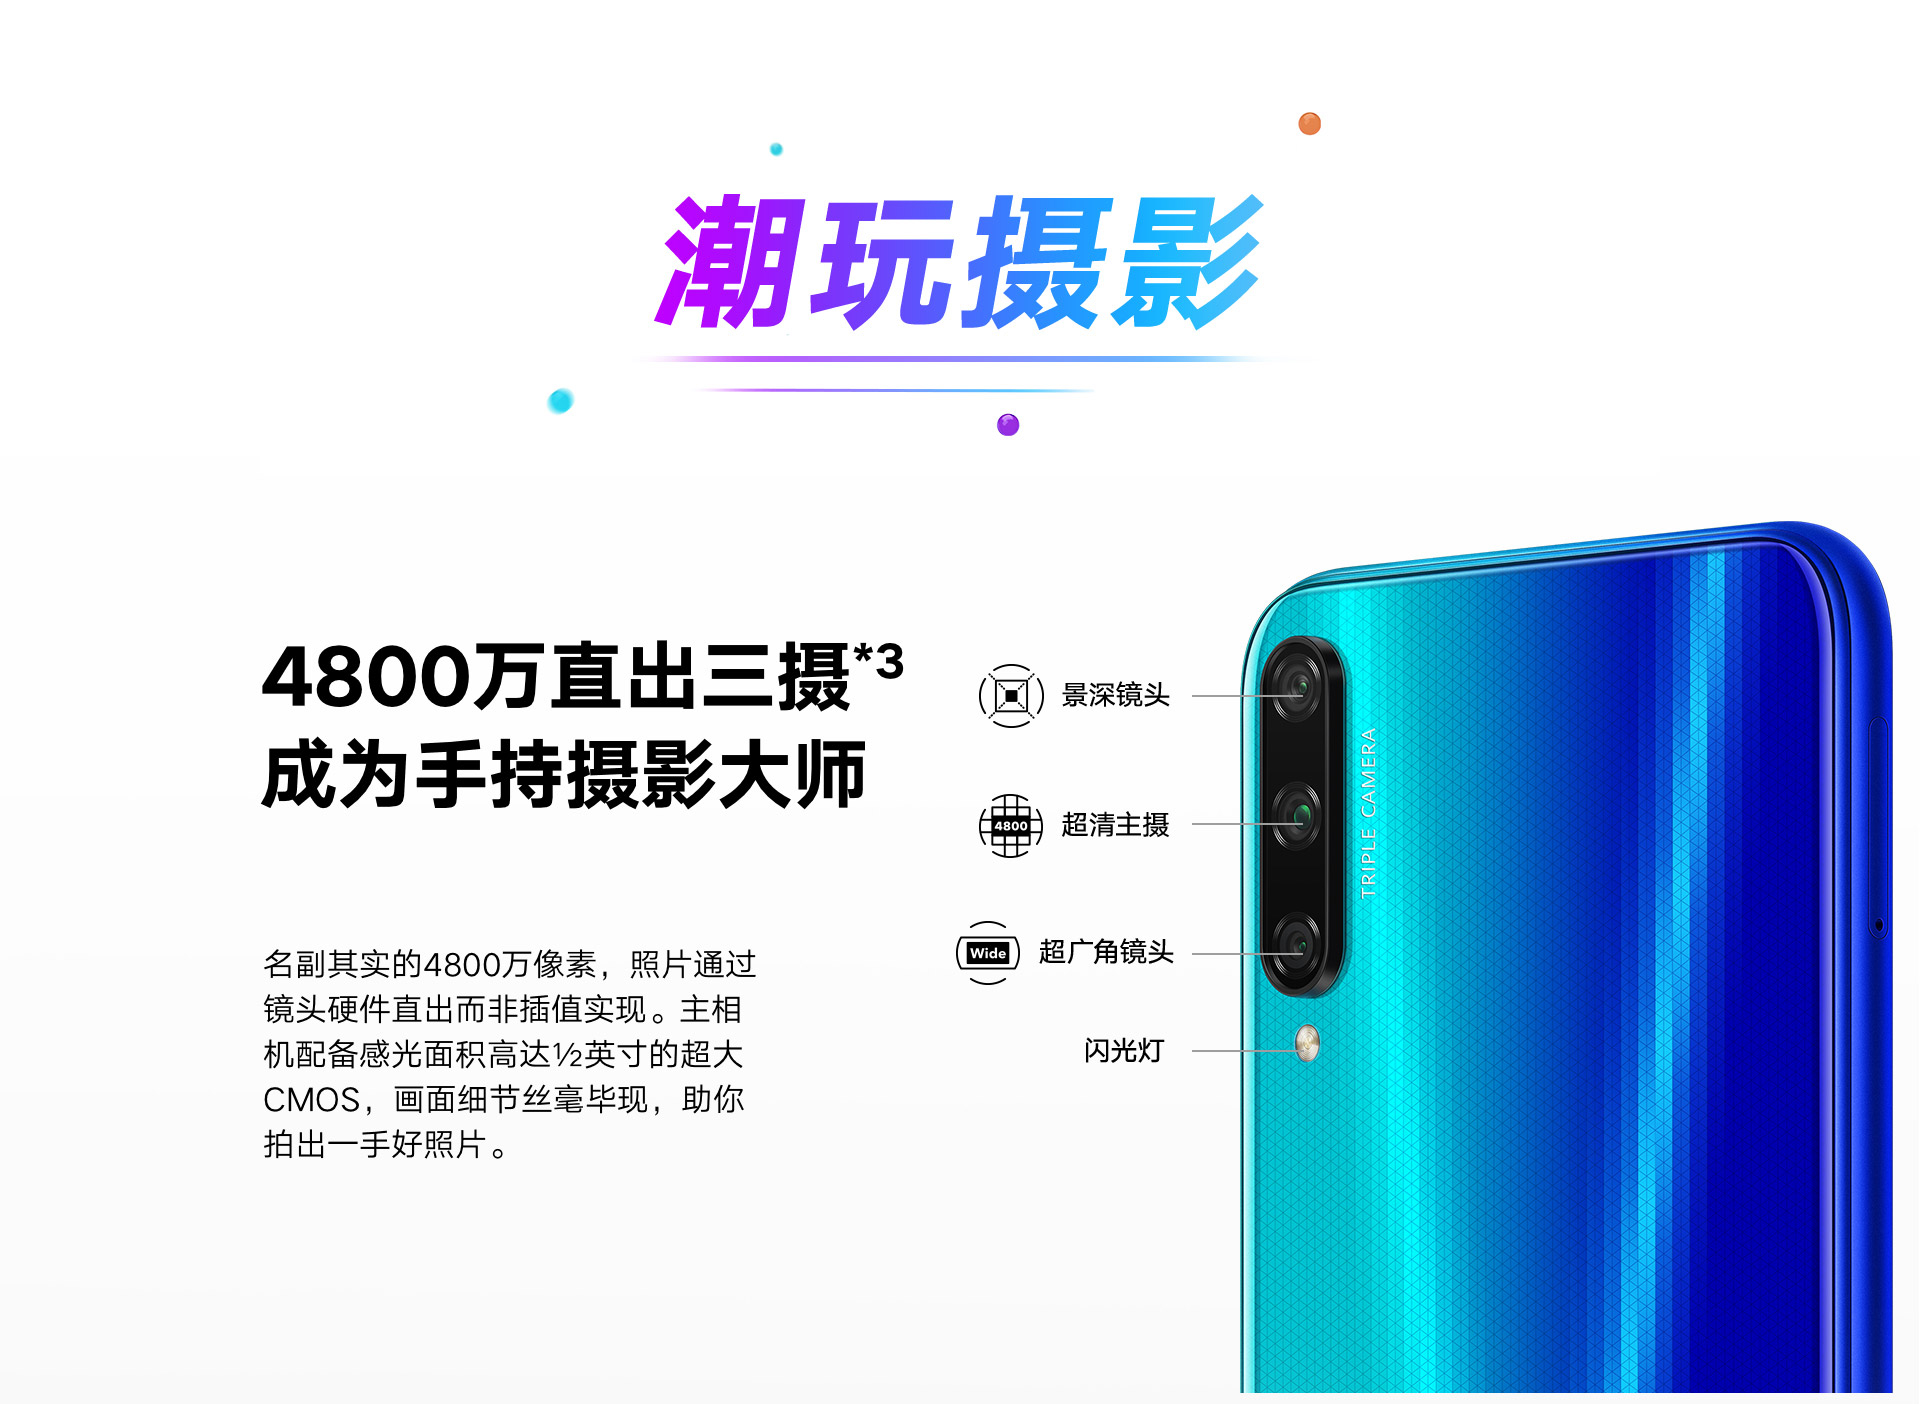 潮玩摄影
4800万直出三摄*3
成为手持摄影大师
名副其实的4800万像素，照片通过
镜头硬件直出而非插值实现。主相
机配备感光面积高达½英寸的超大
CMOS，画面细节丝毫毕现，助你
拍出一手好照片。
景深镜头
4800
超清主摄
Wide
超广角镜头
闪光灯
TRIPLE CAMERA